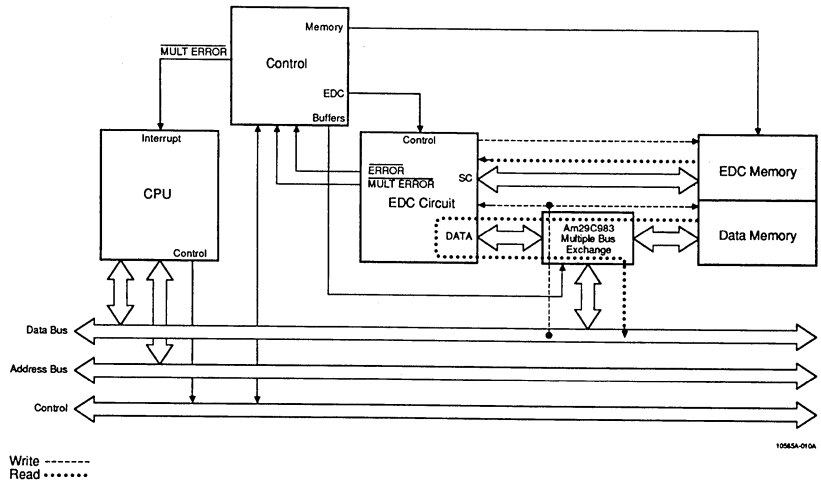 Memory
MULT ERROR
Control
EDC
Buffers
Interrupt
Control
ERROR
SC
EDC Memory
MULT ERROR
CPU
EDC Circuit
Am29C983
Multiple Bus
Exchange
DATA
Data Memory
Control
Data Bus
Address Bus
Control
10565A-010A
Write
Read